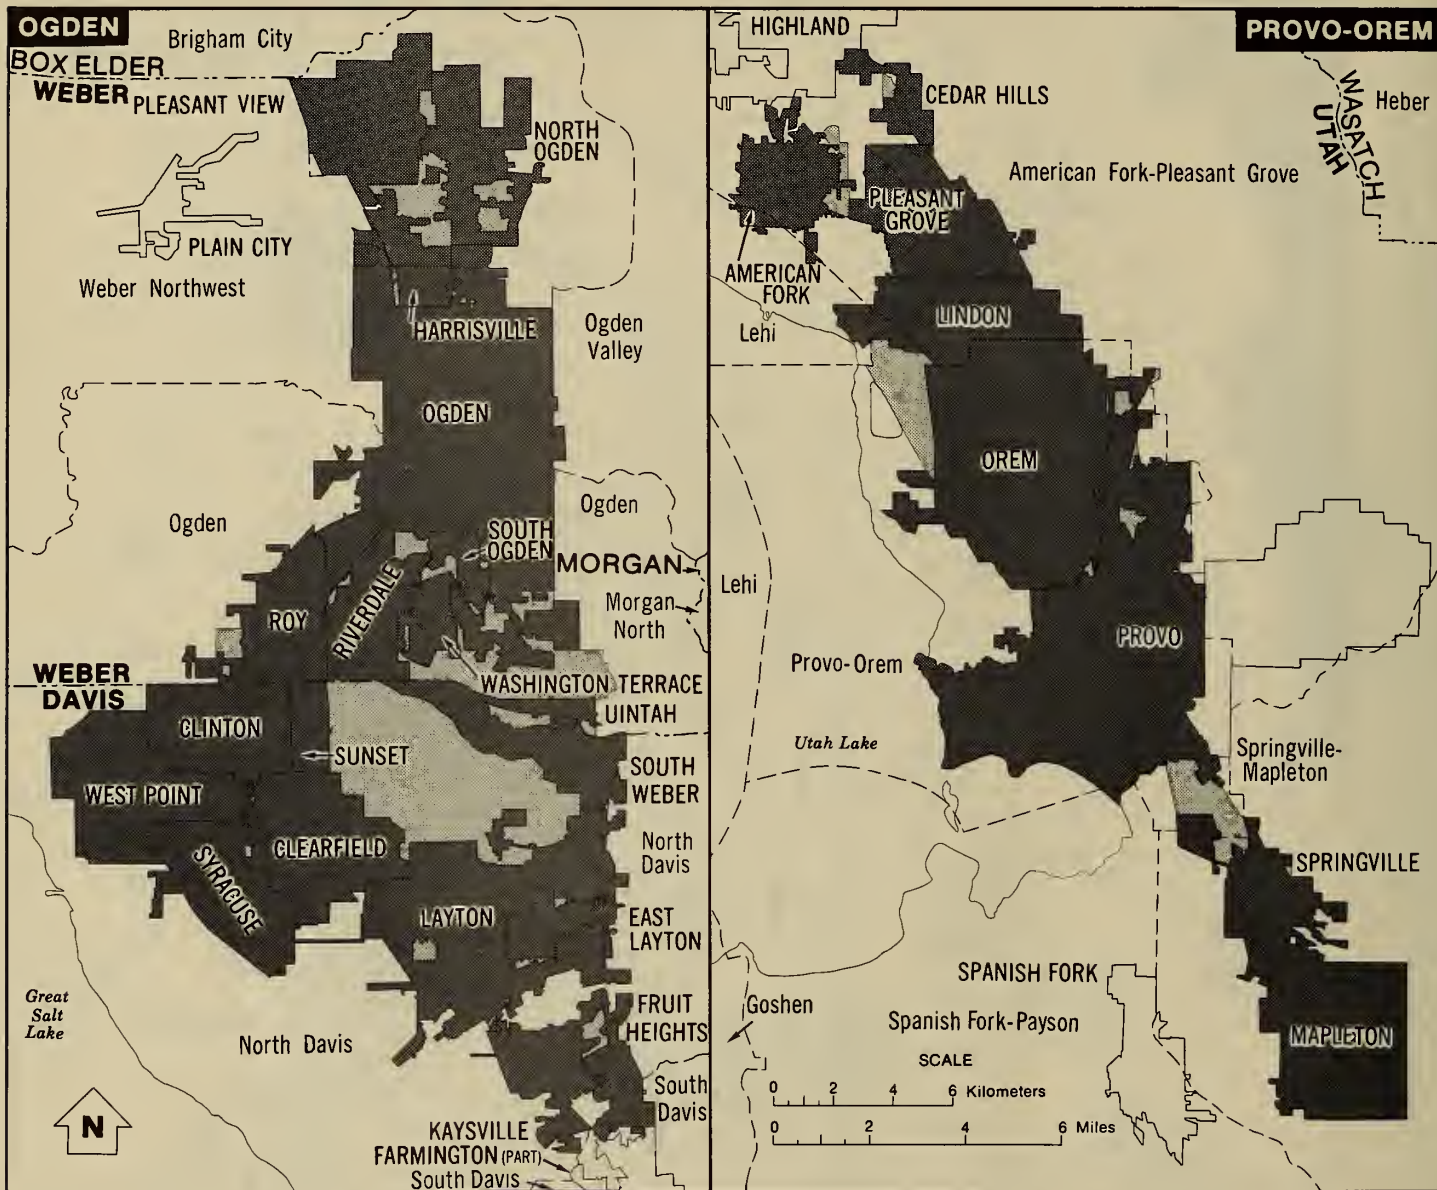 OGDEN
Brigham City
BOX ELDER
WEBER
PLEASANT VIEW
NORTH
OGDEN
PLAIN CITY
Weber Northwest
HARRISVILLE
Ogden
Valley
OGDEN
Ogden
Ogden
SOUTH
OGDEN
MORGAN
Morgan
North
ROY
RIVERDALE
WEBER
DAVIS
WASHINGTON TERRACE
UINTAH
CLINTON
SUNSET
SOUTH
WEBER
WEST POINT
North
Davis
CLEARFIELD
SYRACUSE
LAYTON
EAST
LAYTON
Great
Salt
Lake
FRUIT
HEIGHTS
North Davis
South
Davis
N
KAYSVILLE
FARMINGTON (PART)
South Davis
PROVO-OREM
HIGHLAND
CEDAR HILLS
WASATCH
UTAH
Heber
American Fork-Pleasant Grove
PLEASANT
GROVE
AMERICAN
FORK
Lehi
LINDON
OREM
Lehi
PROVO
Provo-Orem
Utah Lake
Springville-
Mapleton
SPRINGVILLE
SPANISH FORK
Goshen
Spanish Fork-Payson
MAPLETON
SCALE
0 2 4 6 Kilometers
0 2 4 6 Miles